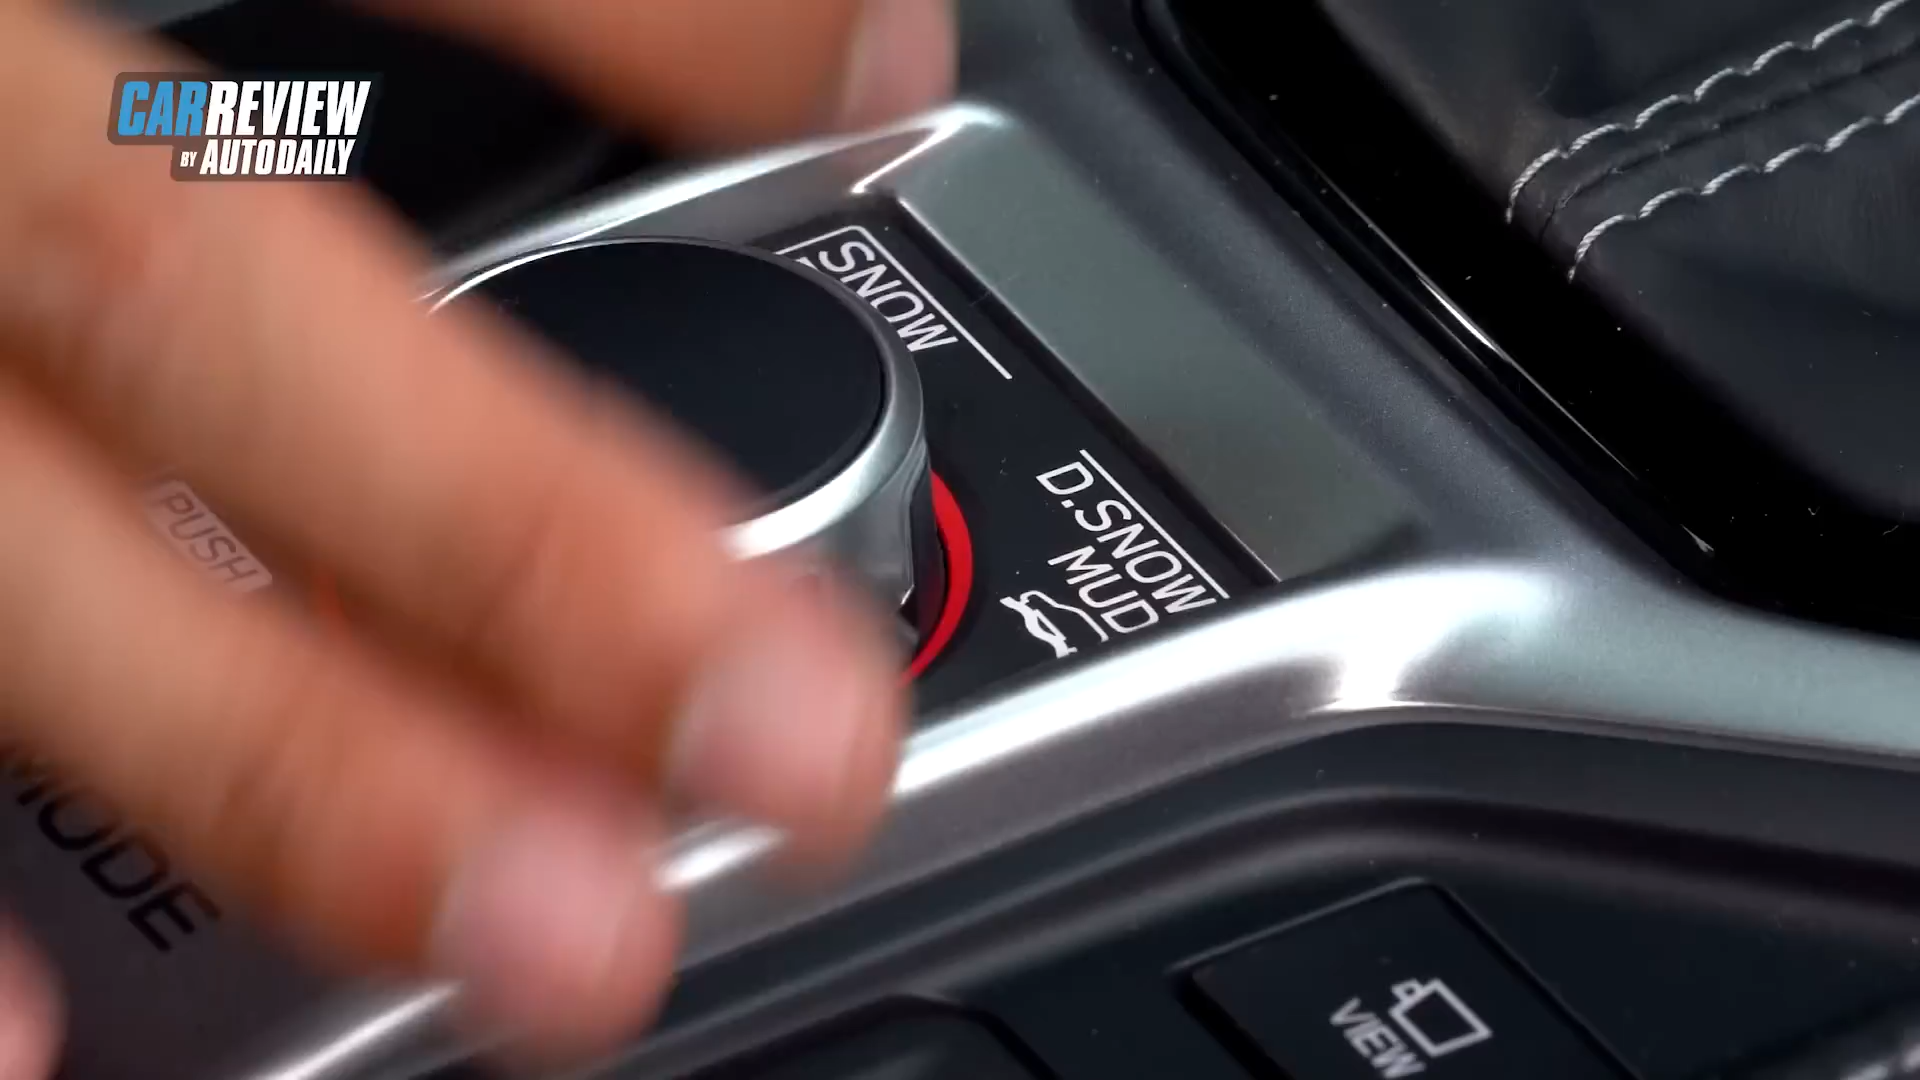 CARREVIEW
BY AUTODAILY
SNOW
D.SNOW
MUD
PUSH
MODE
VIEW